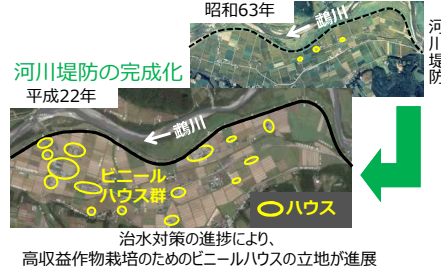 昭和63年
鵡川
河川堤防
河川堤防の完成化
平成22年
鵡川
ビニール
ハウス群
ハウス
治水対策の進捗により、
高収益作物栽培のためのビニールハウスの立地が進展